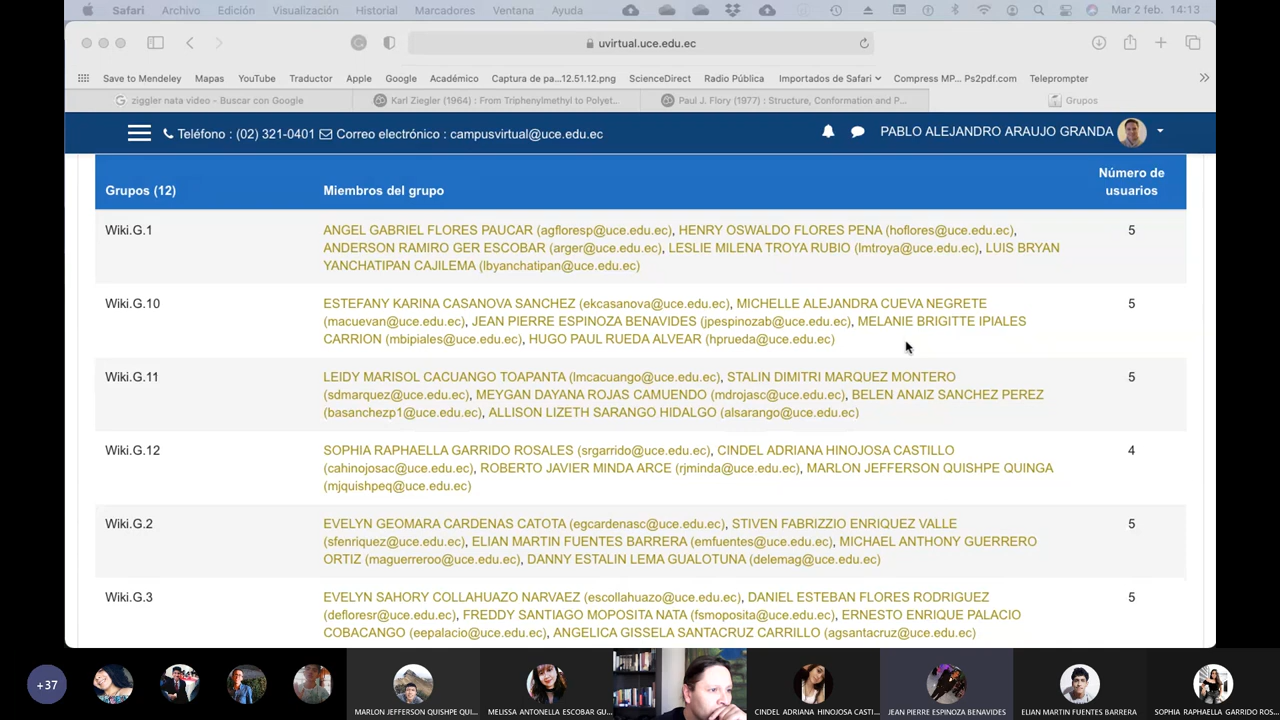 Safari Archivo Edición Visualización Historial Marcadores Ventana Ayuda Mar 2 feb. 14:13
uvirtual.uce.edu.ec
Save to Mendeley Mapas YouTube Traductor Apple Google Académico Captura de pa...12.51.12.png ScienceDirect Radio Pública Importados de Safari Compress MP... Ps2pdf.com Teleprompter
ziggler nata video - Buscar con Google Karl Ziegler (1964) : From Triphenylmethyl to Polyet... Paul J. Flory (1977) : Structure, Conformation and P... Grupos
Teléfono : (02) 321-0401 Correo electrónico : campusvirtual@uce.edu.ec PABLO ALEJANDRO ARAUJO GRANDA
Grupos (12) Miembros del grupo Número de
usuarios
Wiki.G.1 ANGEL GABRIEL FLORES PAUCAR (agfloresp@uce.edu.ec), HENRY OSWALDO FLORES PENA (hoflores@uce.edu.ec), 5
ANDERSON RAMIRO GER ESCOBAR (arger@uce.edu.ec), LESLIE MILENA TROYA RUBIO (lmtroya@uce.edu.ec), LUIS BRYAN
YANCHATIPAN CAJILEMA (lbyanchatipan@uce.edu.ec)
Wiki.G.10 ESTEFANY KARINA CASANOVA SANCHEZ (ekcasanova@uce.edu.ec), MICHELLE ALEJANDRA CUEVA NEGRETE 5
(macuevan@uce.edu.ec), JEAN PIERRE ESPINOZA BENAVIDES (jpespinozab@uce.edu.ec), MELANIE BRIGITTE IPIALES
CARRION (mbipiales@uce.edu.ec), HUGO PAUL RUEDA ALVEAR (hprueda@uce.edu.ec)
Wiki.G.11 LEIDY MARISOL CACUANGO TOAPANTA (lmcacuango@uce.edu.ec), STALIN DIMITRI MARQUEZ MONTERO 5
(sdmarquez@uce.edu.ec), MEYGAN DAYANA ROJAS CAMUENDO (mdrojasc@uce.edu.ec), BELEN ANAIZ SANCHEZ PEREZ
(basanchezp1@uce.edu.ec), ALLISON LIZETH SARANGO HIDALGO (alsarango@uce.edu.ec)
Wiki.G.12 SOPHIA RAPHAELLA GARRIDO ROSALES (srgarrido@uce.edu.ec), CINDEL ADRIANA HINOJOSA CASTILLO 4
(cahinojosac@uce.edu.ec), ROBERTO JAVIER MINDA ARCE (rjminda@uce.edu.ec), MARLON JEFFERSON QUISHPE QUINGA
(mjquishpeq@uce.edu.ec)
Wiki.G.2 EVELYN GEOMARA CARDENAS CATOTA (egcardenasc@uce.edu.ec), STIVEN FABRIZZIO ENRIQUEZ VALLE 5
(sfenriquez@uce.edu.ec), ELIAN MARTIN FUENTES BARRERA (emfuentes@uce.edu.ec), MICHAEL ANTHONY GUERRERO
ORTIZ (maguerreroo@uce.edu.ec), DANNY ESTALIN LEMA GUALOTUNA (delemag@uce.edu.ec)
Wiki.G.3 EVELYN SAHORY COLLAHUAZO NARVAEZ (escollahuazo@uce.edu.ec), DANIEL ESTEBAN FLORES RODRIGUEZ 5
(defloresr@uce.edu.ec), FREDDY SANTIAGO MOPOSITA NATA (fsmoposita@uce.edu.ec), ERNESTO ENRIQUE PALACIO
COBACANGO (eepalacio@uce.edu.ec), ANGELICA GISSELA SANTACRUZ CARRILLO (agsantacruz@uce.edu.ec)
+37
MARLON JEFFERSON QUISHPE QUI... MELISSA ANTONELLA ESCOBAR GU... CINDEL ADRIANA HINOJOSA CASTI... JEAN PIERRE ESPINOZA BENAVIDES ELIAN MARTIN FUENTES BARRERA SOPHIA RAPHAELLA GARRIDO ROS...